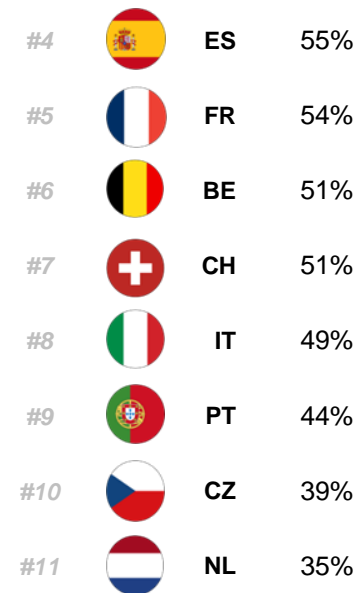 #4 ES 55%
#5 FR 54%
#6 BE 51%
#7 CH 51%
#8 IT 49%
#9 PT 44%
#10 CZ 39%
#11 NL 35%